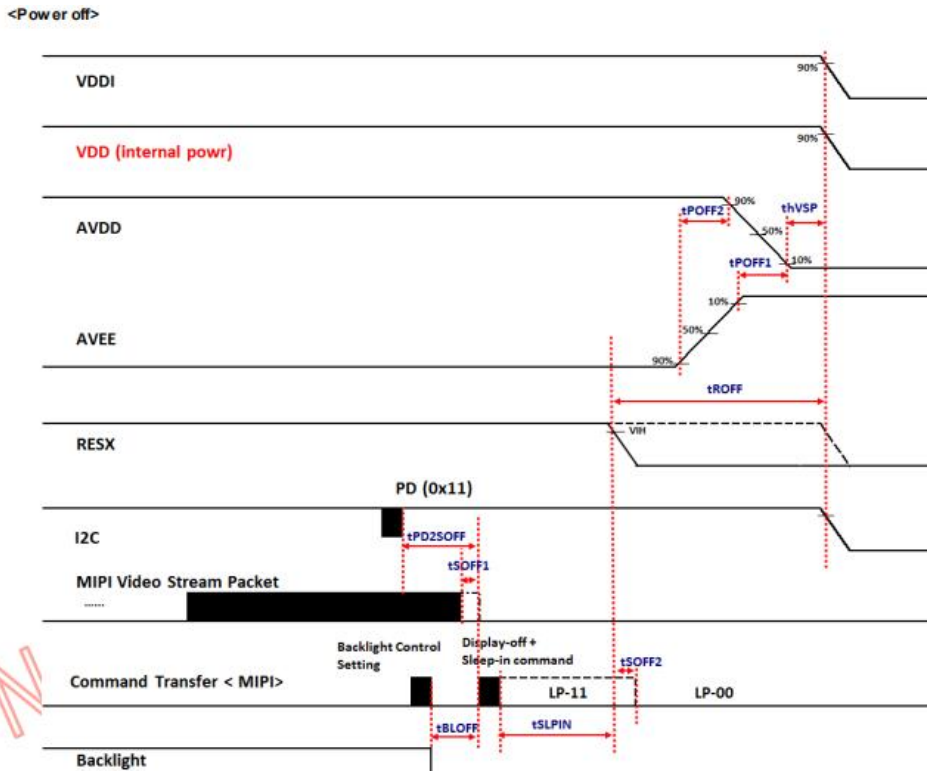 <Power off>
VDDI
90%
VDD (internal powr)
90%
AVDD
tPOFF2
90%
thVSP
50%
tPOFF1
10%
AVEE
10%
50%
90%
tROFF
RESX
VIH
PD (0x11)
I2C
tPD2SOFF
tSOFF1
MIPI Video Stream Packet
......
Backlight Control
Setting
Display-off +
Sleep-in command
tSOFF2
Command Transfer < MIPI>
LP-11
LP-00
tBLOFF
tSLPIN
Backlight
N